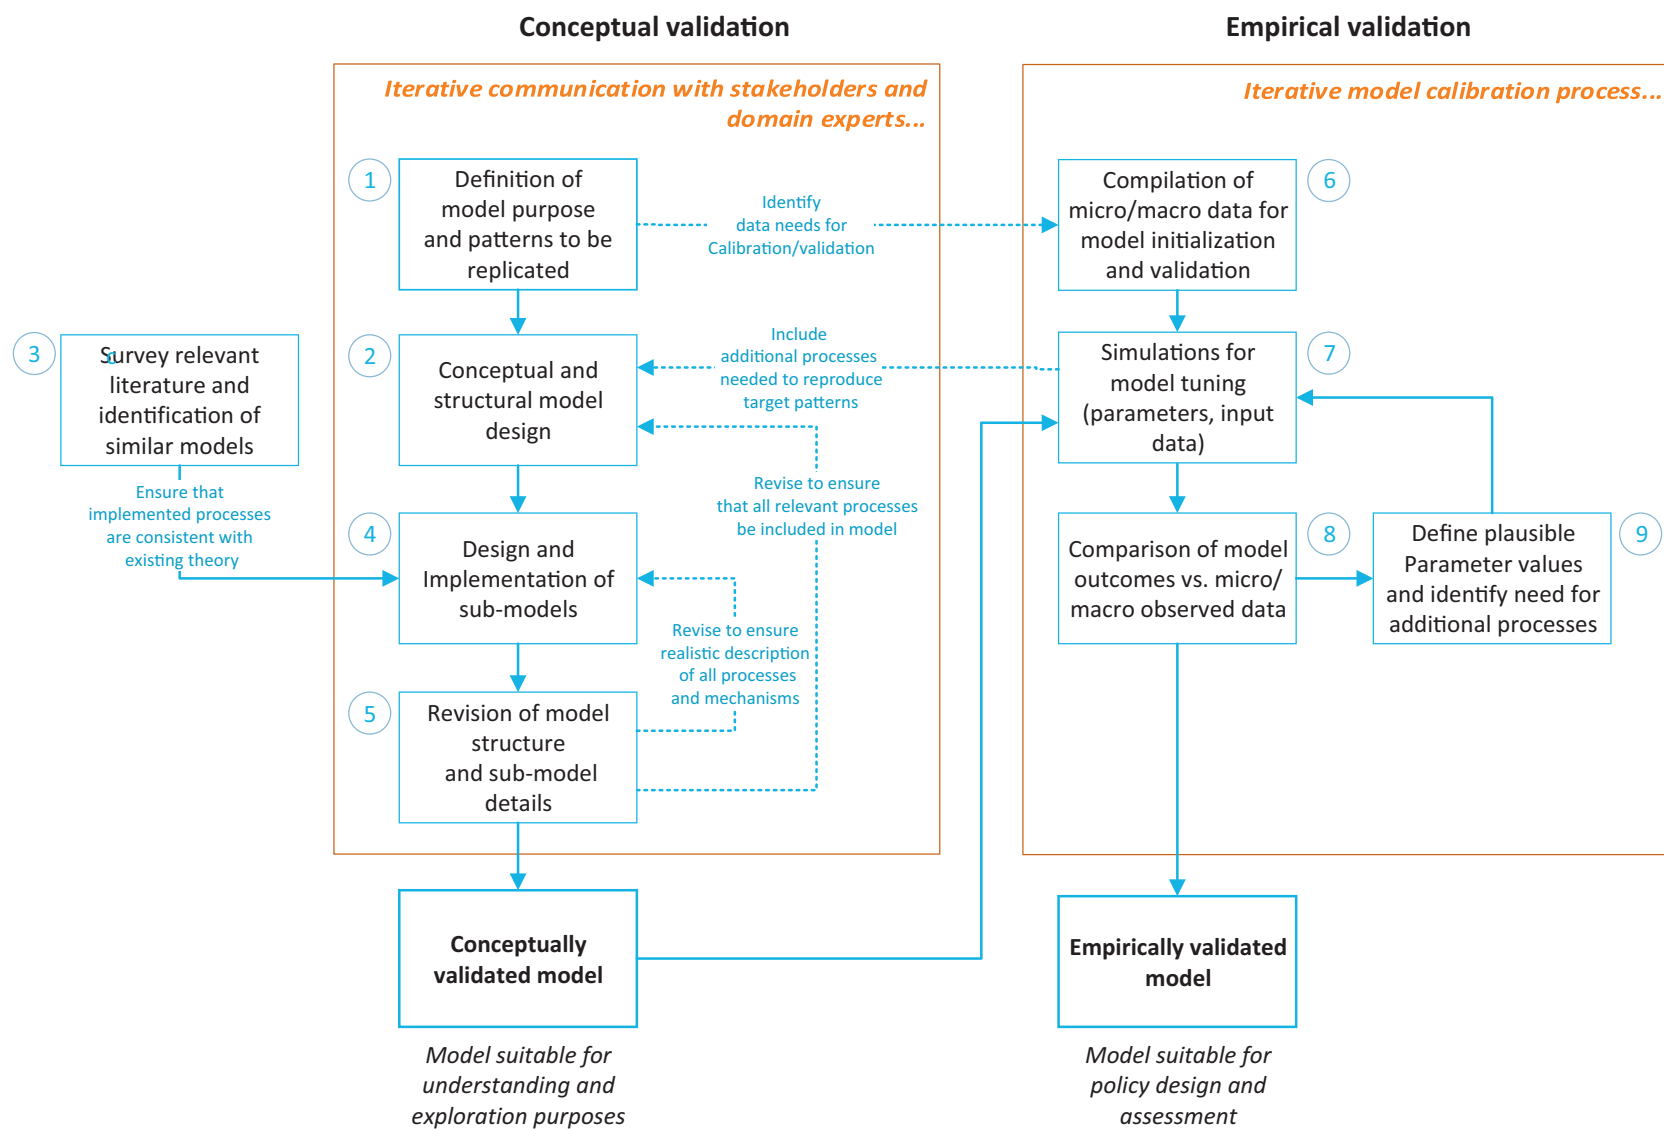 Conceptual validation
Empirical validation
Iterative communication with stakeholders and
domain experts...
Iterative model calibration process...
1
Definition of
model purpose
and patterns to be
replicated
Identify
data needs for
Calibration/validation
6
Compilation of
micro/macro data for
model initialization
and validation
3
Survey relevant
literature and
identification of
similar models
2
Conceptual and
structural model
design
Include
additional processes
needed to reproduce
target patterns
7
Simulations for
model tuning
(parameters, input
data)
Ensure that
implemented processes
are consistent with
existing theory
Revise to ensure
that all relevant processes
be included in model
4
Design and
Implementation of
sub-models
8
Comparison of model
outcomes vs. micro/
macro observed data
9
Define plausible
Parameter values
and identify need for
additional processes
Revise to ensure
realistic description
of all processes
and mechanisms
5
Revision of model
structure
and sub-model
details
Conceptually
validated model
Empirically validated
model
Model suitable for
understanding and
exploration purposes
Model suitable for
policy design and
assessment